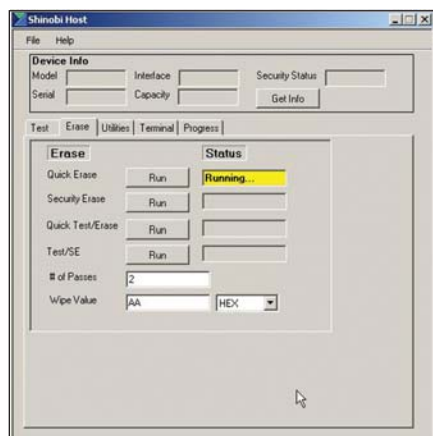 Shinobi Host
File Help
Device Info
Model Interface Security Status
Serial Capacity Get Info
Test Erase Utilities Terminal Progress
Erase Status
Quick Erase Run Running...
Security Erase Run
Quick Test/Erase Run
Test/SE Run
# of Passes 2
Wipe Value AA HEX